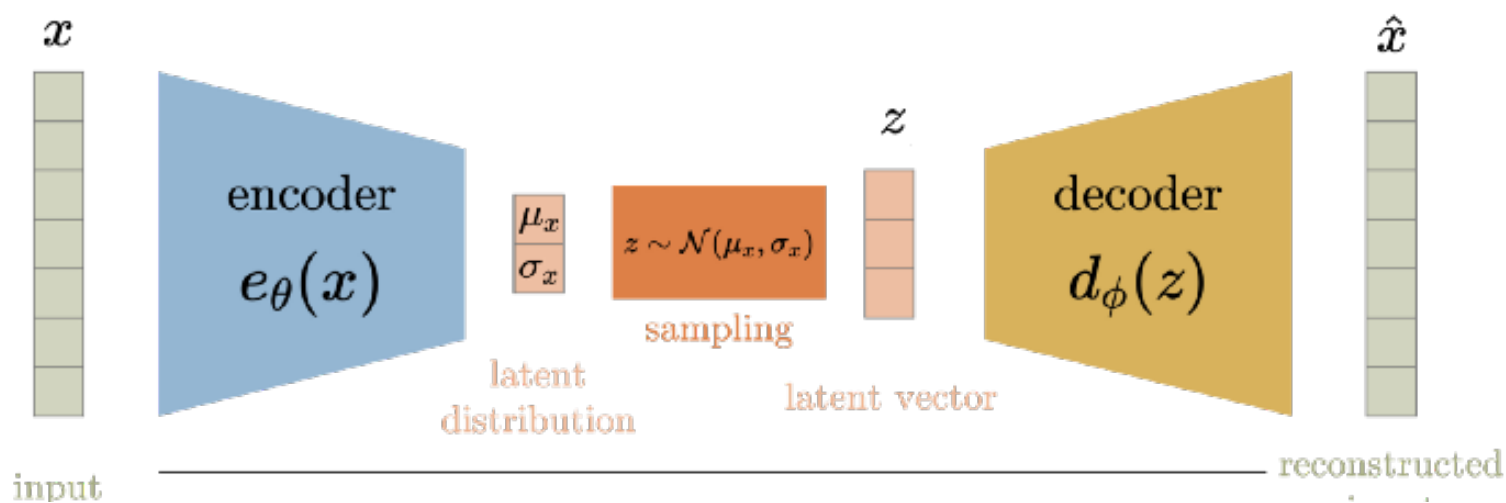 x
x̂
z
encoder
e_θ(x)
μ_x
σ_x
z ∼ 𝒩(μ_x, σ_x)
decoder
d_ϕ(z)
sampling
latent
distribution
latent vector
input
reconstructed